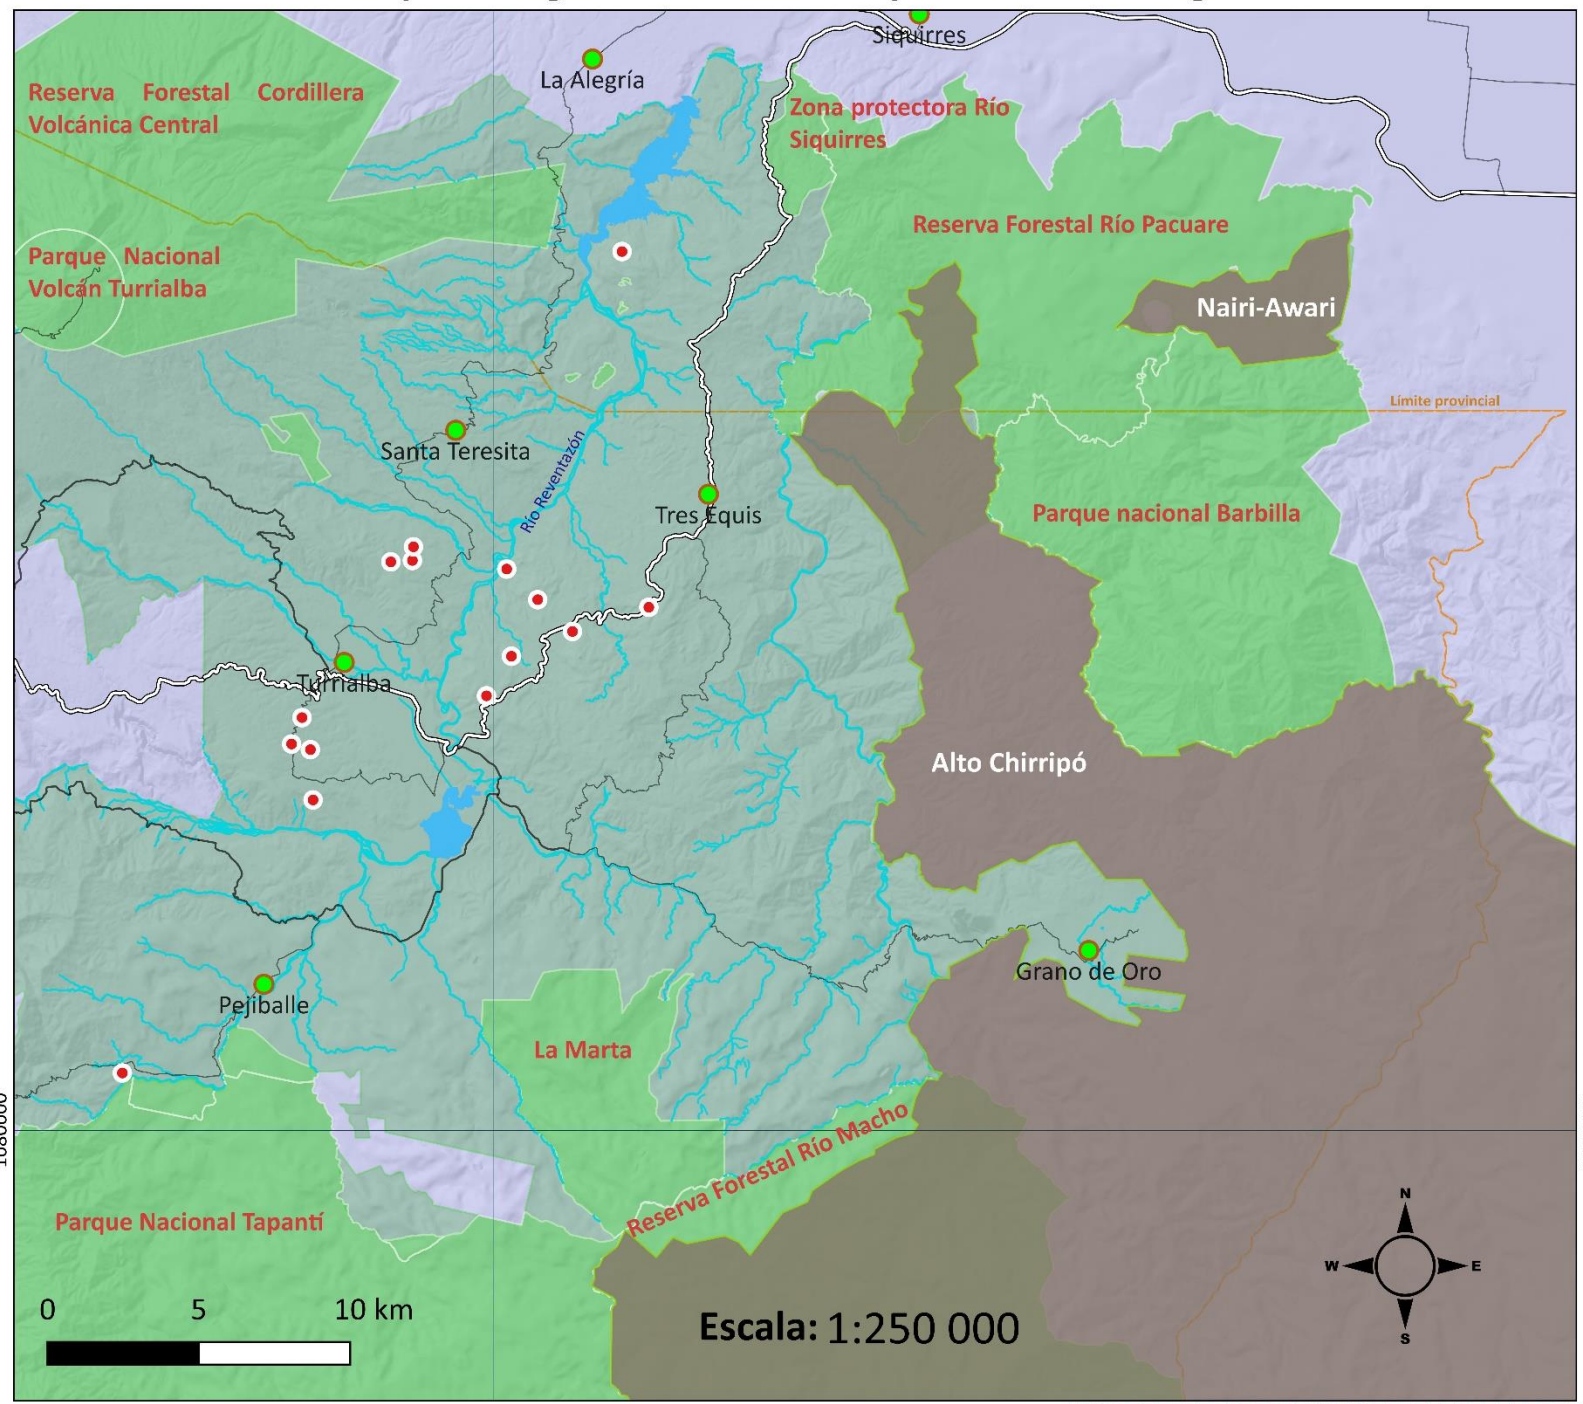 Siquirres
La Alegría
Reserva Forestal Cordillera
Volcánica Central
Zona protectora Río
Siquirres
Reserva Forestal Río Pacuare
Parque Nacional
Volcán Turrialba
Nairi-Awari
Límite provincial
Santa Teresita
Río Reventazón
Tres Equis
Parque nacional Barbilla
Turrialba
Alto Chirripó
Grano de Oro
Pejiballe
La Marta
Reserva Forestal Río Macho
Parque Nacional Tapantí
N
W E
S
0 5 10 km
Escala: 1:250 000